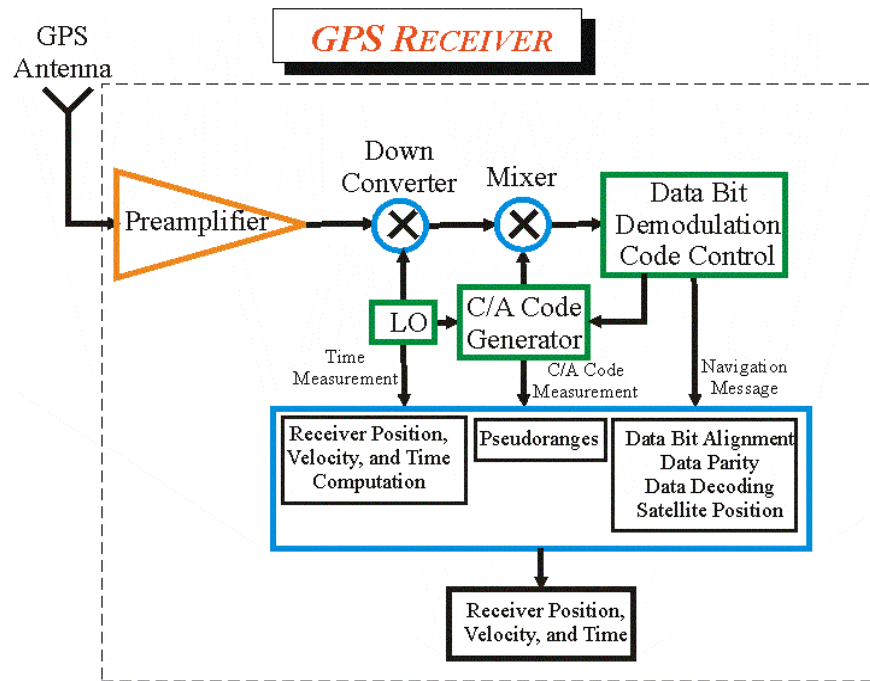 GPS RECEIVER
GPS
Antenna
Preamplifier
Down
Converter
Mixer
Data Bit
Demodulation
Code Control
LO
C/A Code
Generator
Time
Measurement
C/A Code
Measurement
Navigation
Message
Receiver Position,
Velocity, and Time
Computation
Pseudoranges
Data Bit Alignment
Data Parity
Data Decoding
Satellite Position
Receiver Position,
Velocity, and Time